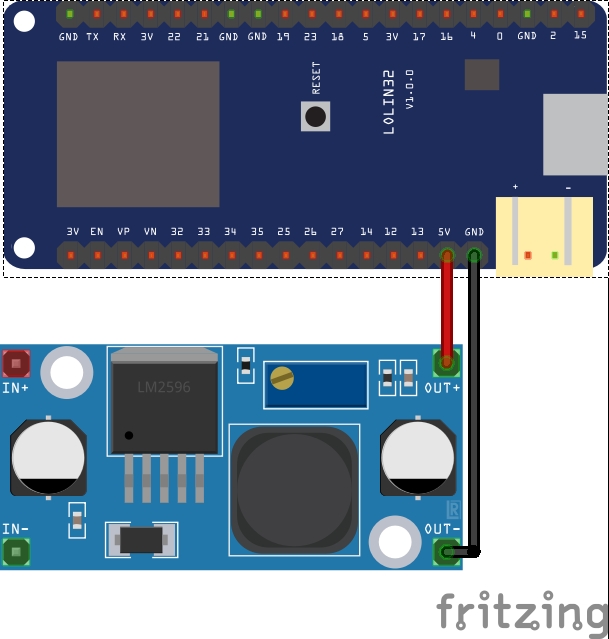 GND TX RX 3V 22 21 GND GND 19 23 18 5 3V 17 16 4 0 GND 2 15
RESET
LOLIN32
V1.0.0
+ -
3V EN VP VN 32 33 34 35 25 26 27 14 12 13 5V GND
LM2596
IN+
OUT+
R
IN-
OUT-
fritzing